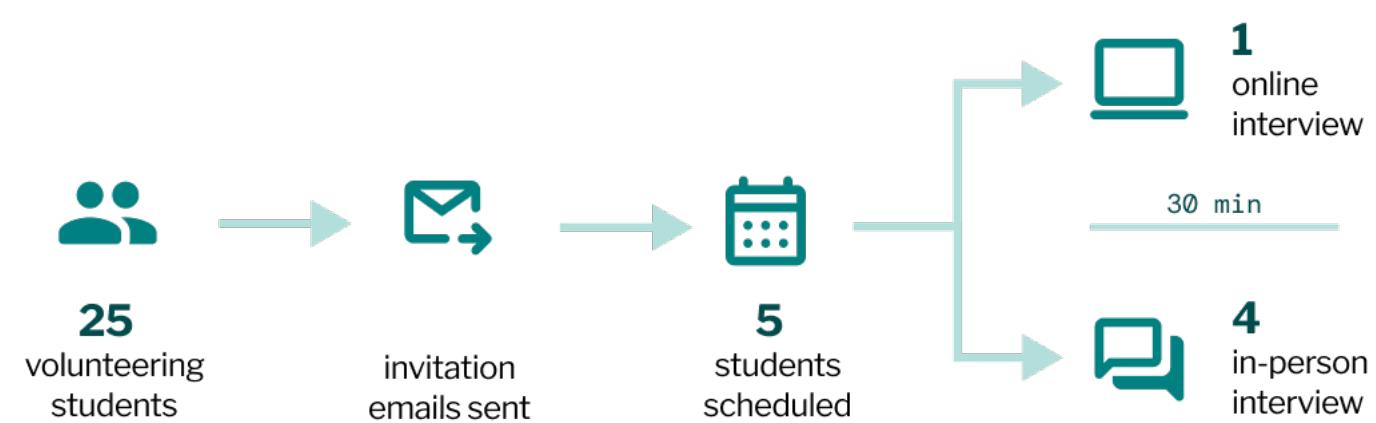 25
volunteering
students
invitation
emails sent
5
students
scheduled
1
online
interview
30 min
4
in-person
interview